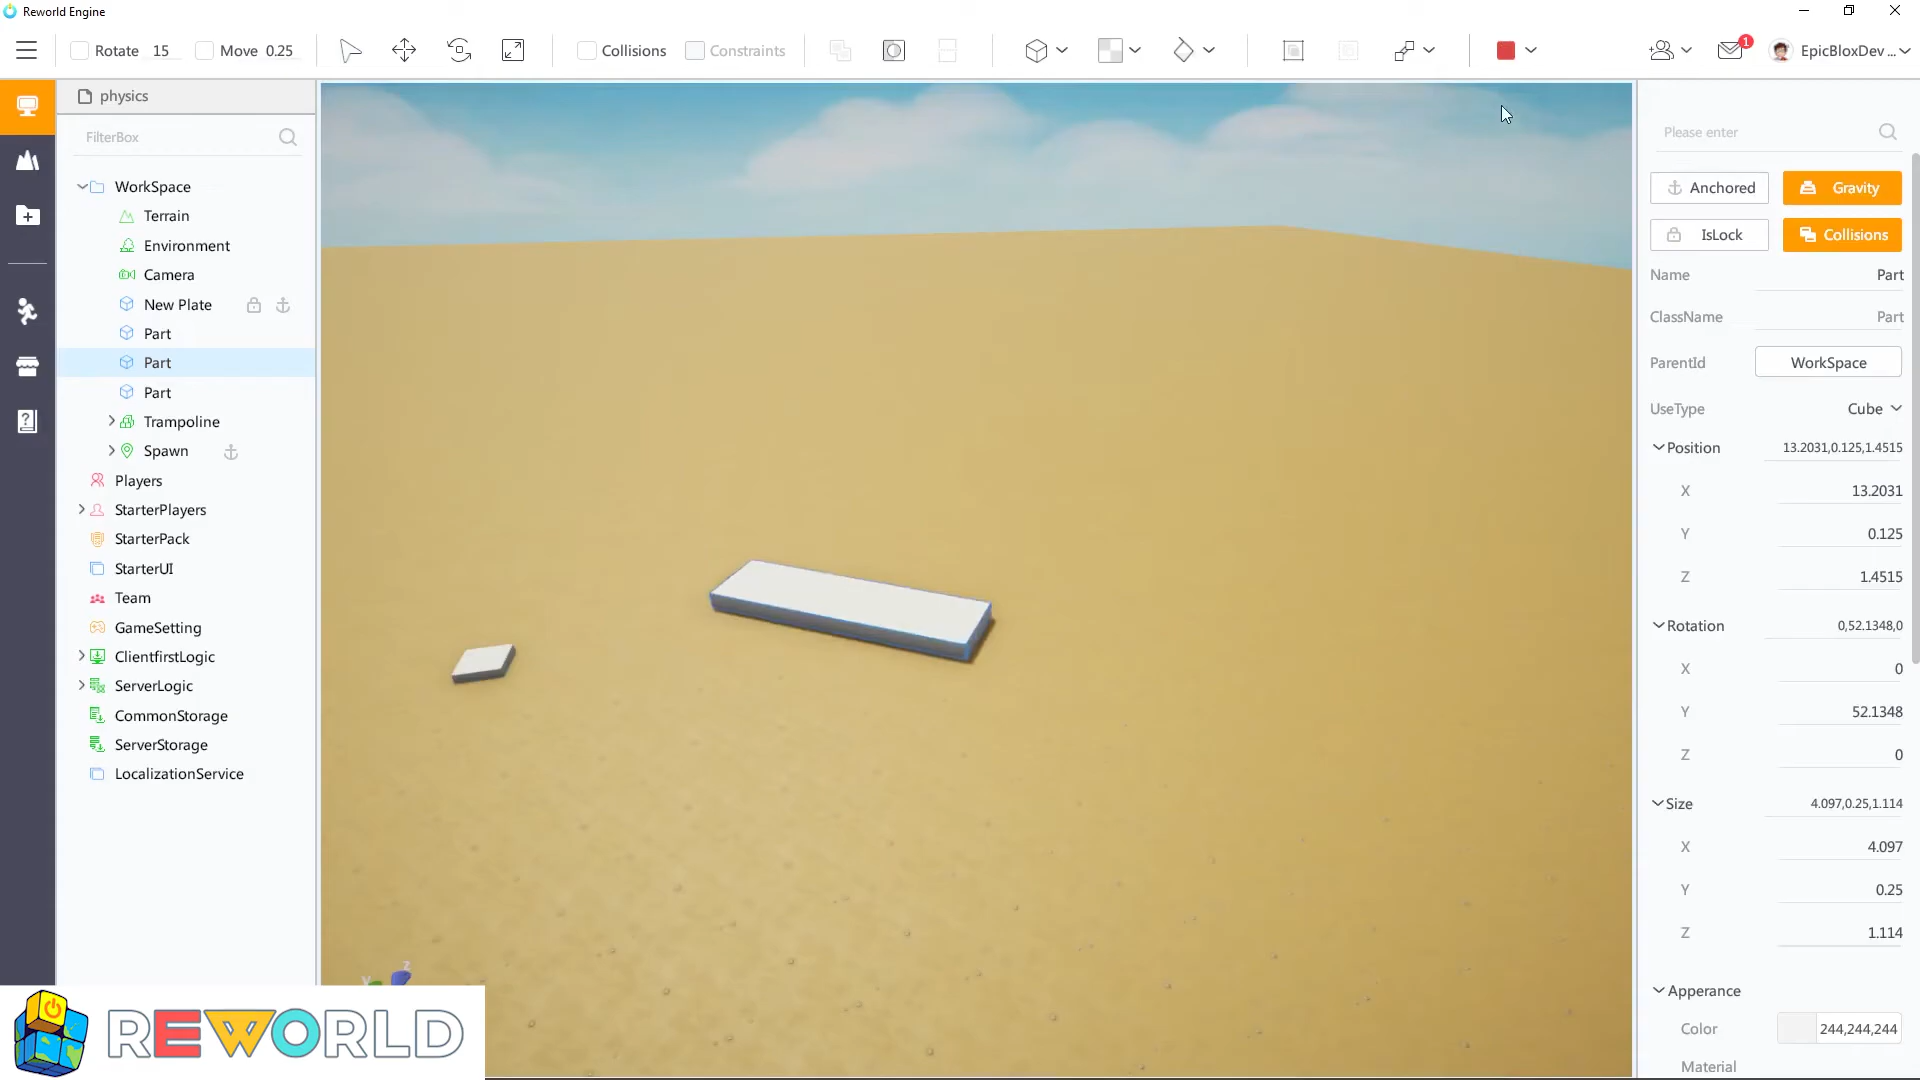 Reworld Engine
Rotate 15 Move 0.25 Collisions Constraints 1 EpicBloxDev ...
physics
FilterBox
WorkSpace
Terrain
Environment
Camera
New Plate
Part
Part
Part
Trampoline
Spawn
Players
StarterPlayers
StarterPack
StarterUI
Team
GameSetting
ClientfirstLogic
ServerLogic
CommonStorage
ServerStorage
LocalizationService
Please enter
Anchored Gravity
IsLock Collisions
Name Part
ClassName Part
ParentId WorkSpace
UseType Cube
Position 13.2031,0.125,1.4515
X 13.2031
Y 0.125
Z 1.4515
Rotation 0,52.1348,0
X 0
Y 52.1348
Z 0
Size 4.097,0.25,1.114
X 4.097
Y 0.25
Z 1.114
Apperance
Color 244,244,244
Material
Z
REWORLD